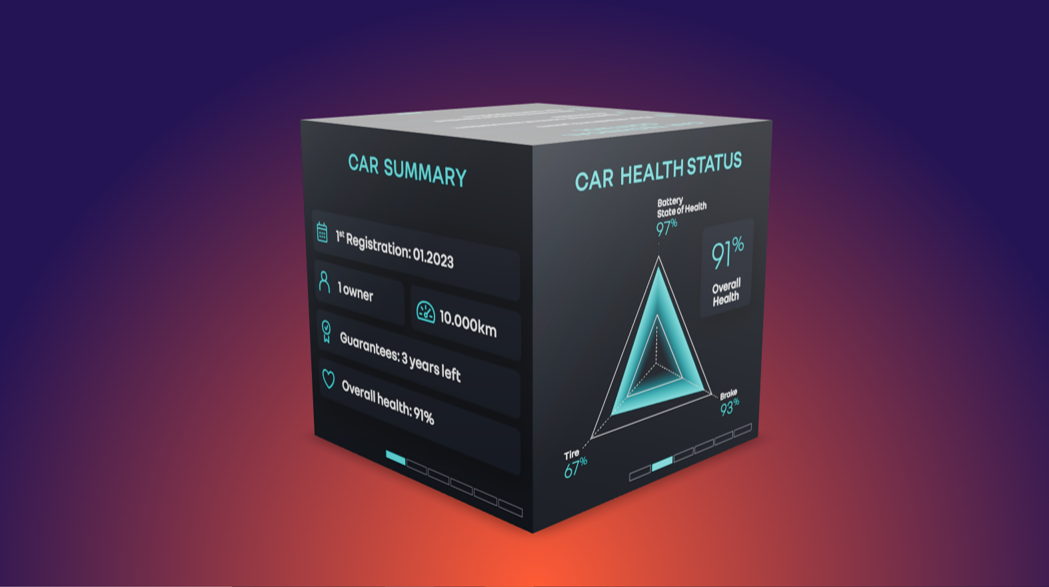 CAR SUMMARY
1st Registration: 01.2023
1 owner
10.000km
Guarantees: 3 years left
Overall health: 91%
CAR HEALTH STATUS
Battery
State of Health
97%
91%
Overall
Health
Brake
93%
Tire
67%